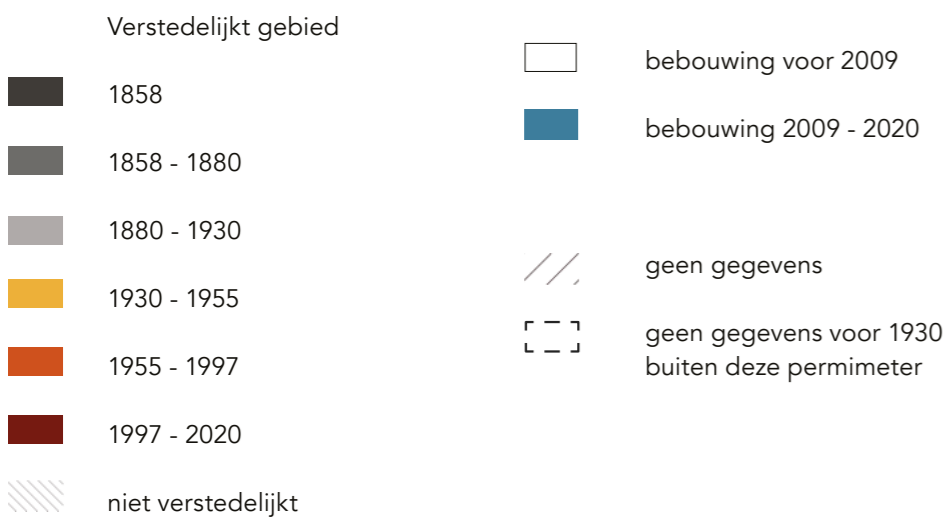 Verstedelijkt gebied
1858
1858 - 1880
1880 - 1930
1930 - 1955
1955 - 1997
1997 - 2020
niet verstedelijkt
bebouwing voor 2009
bebouwing 2009 - 2020
geen gegevens
geen gegevens voor 1930
buiten deze permimeter